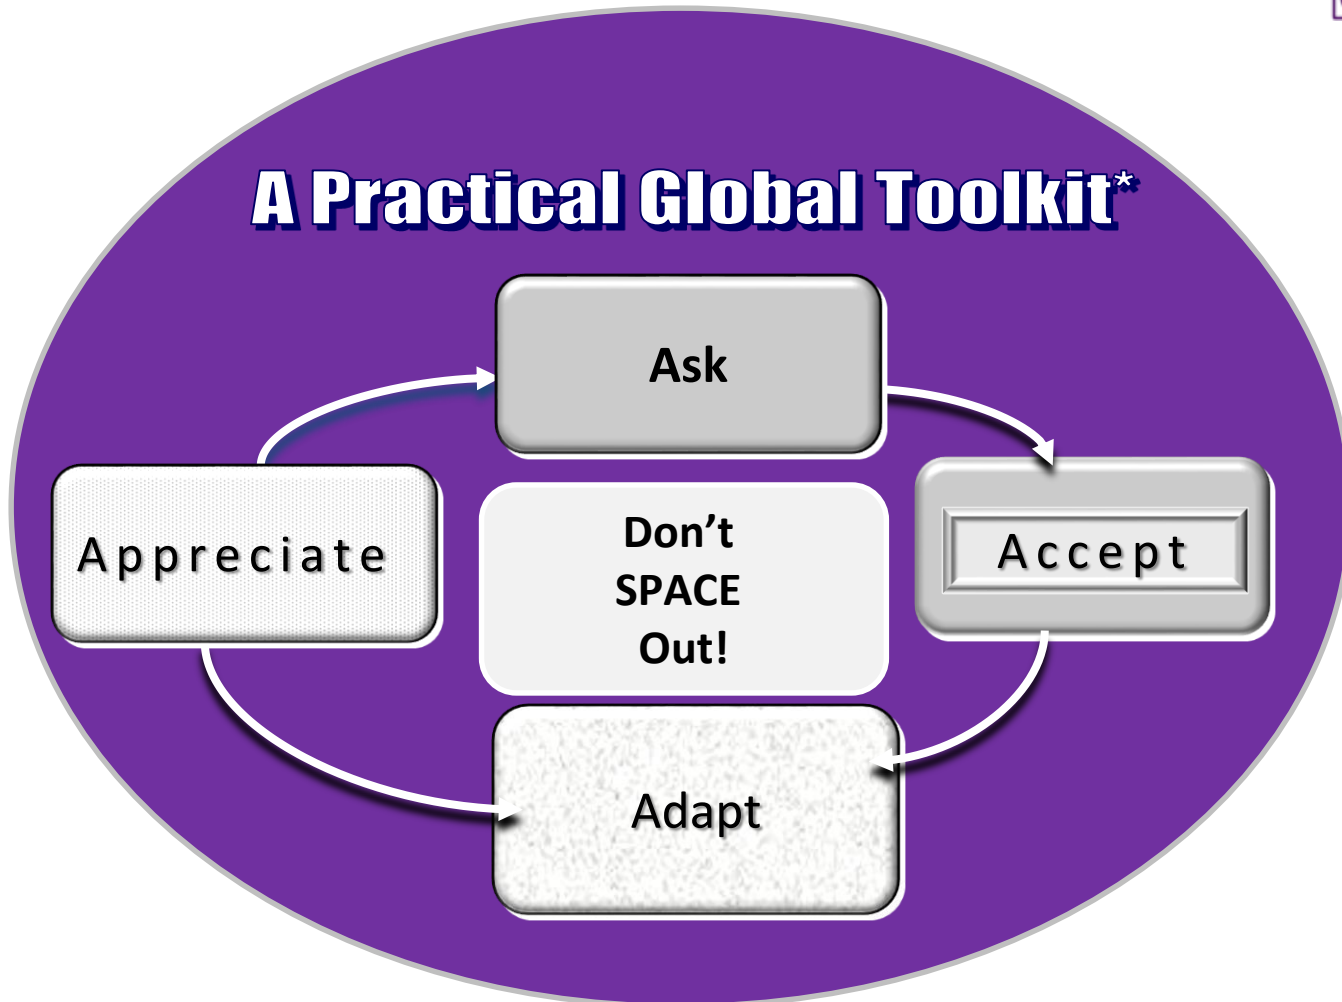 A Practical Global Toolkit*
Ask
Appreciate
Don’t
SPACE
Out!
Accept
Adapt